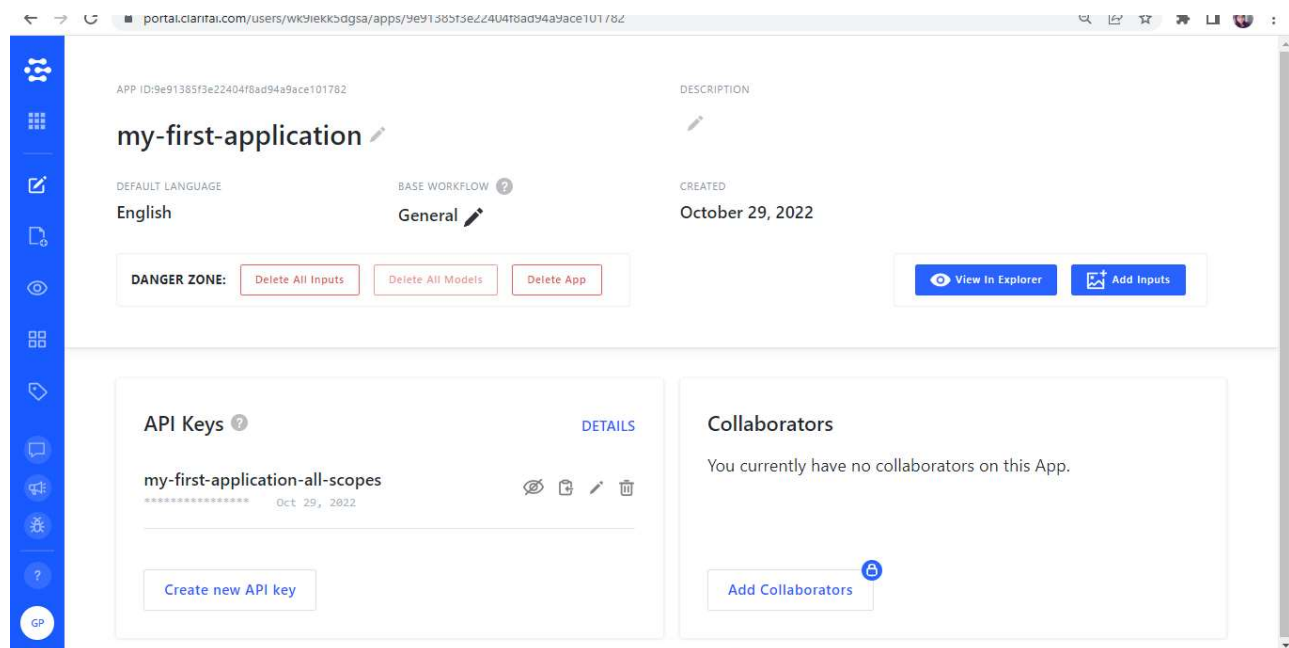 portal.clarifai.com/users/wk9iekk5dgsa/apps/9e91385f3e22404f8ad94a9ace101782
APP ID:9e91385f3e22404f8ad94a9ace101782
DESCRIPTION
my-first-application
DEFAULT LANGUAGE
BASE WORKFLOW ?
CREATED
English
General
October 29, 2022
DANGER ZONE:
Delete All Inputs
Delete All Models
Delete App
View In Explorer
Add Inputs
API Keys ?
DETAILS
my-first-application-all-scopes
**************** Oct 29, 2022
Create new API key
Collaborators
You currently have no collaborators on this App.
Add Collaborators
?
GP